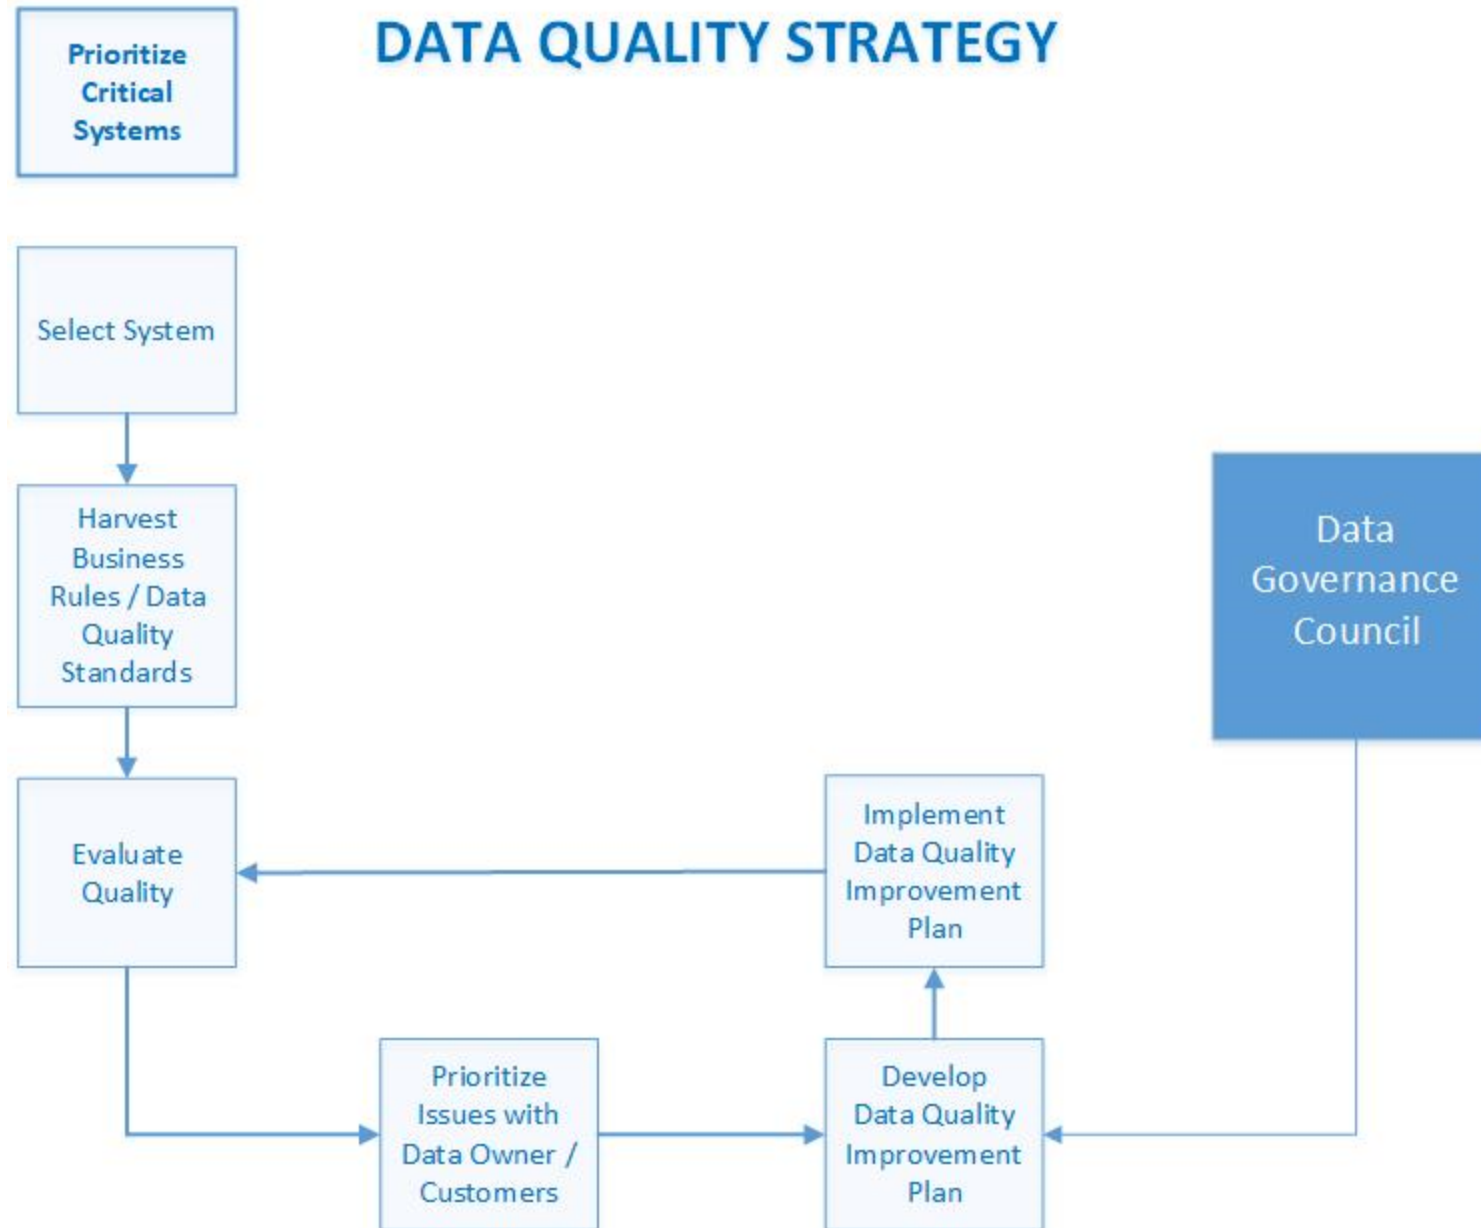 DATA QUALITY STRATEGY
Prioritize
Critical
Systems
Select System
Harvest
Business
Rules / Data
Quality
Standards
Data
Governance
Council
Evaluate
Quality
Implement
Data Quality
Improvement
Plan
Prioritize
Issues with
Data Owner /
Customers
Develop
Data Quality
Improvement
Plan